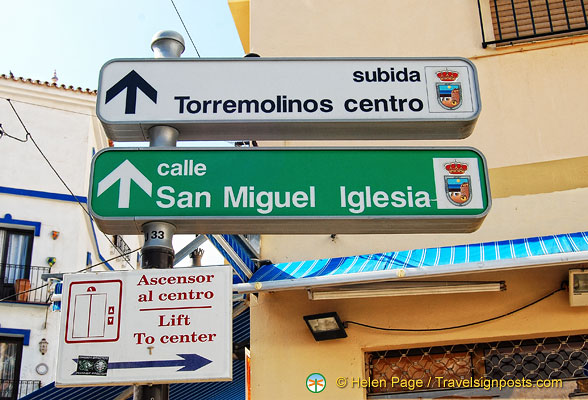 subida
Torremolinos centro
calle
San Miguel Iglesia
33
Ascensor
al centro
Lift
To center
© Helen Page / Travelsignposts.com